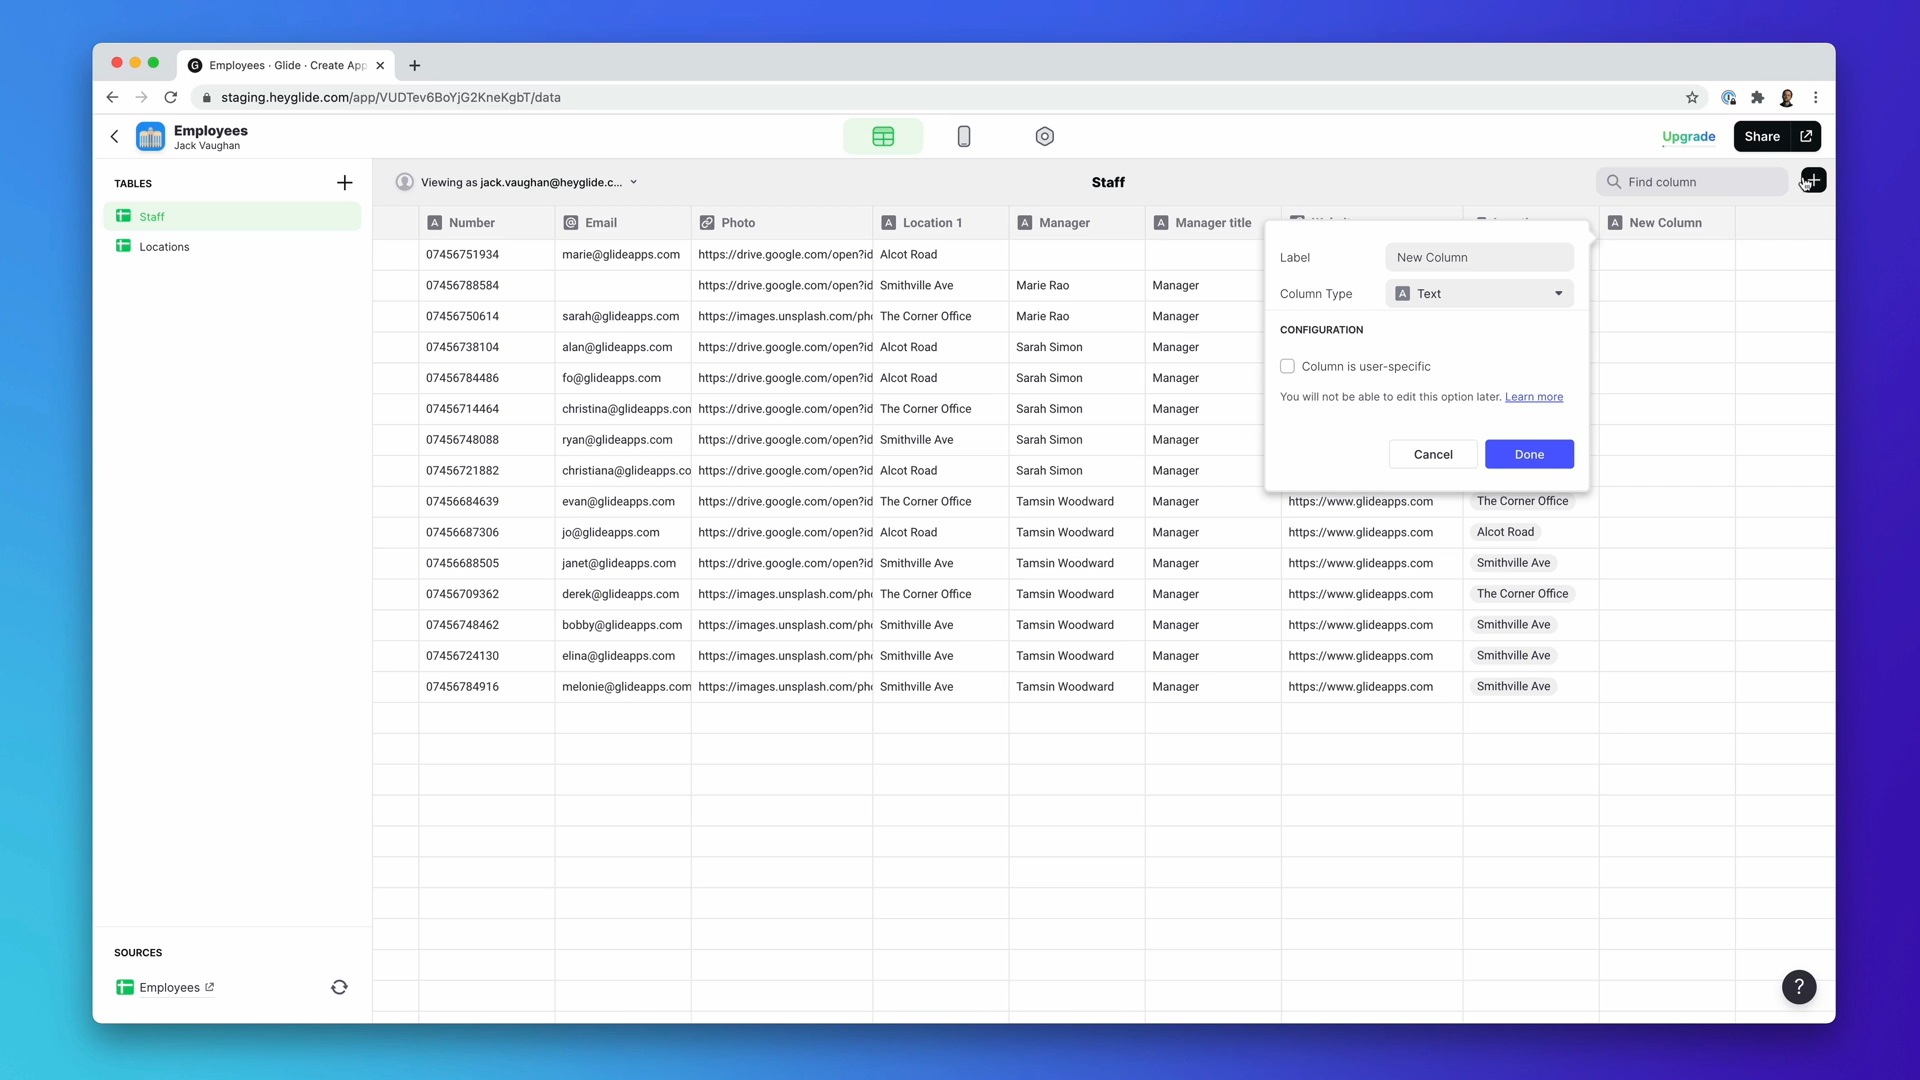 Employees · Glide · Create App
staging.heyglide.com/app/VUDTev6BoYjG2KneKgbT/data
Employees
Jack Vaughan
Upgrade
Share
TABLES
Staff
Locations
Viewing as jack.vaughan@heyglide.c...
Staff
Find column
Number Email Photo Location 1 Manager Manager title New Column
07456751934 marie@glideapps.com https://drive.google.com/open?id Alcot Road
07456788584 https://drive.google.com/open?id Smithville Ave Marie Rao Manager
07456750614 sarah@glideapps.com https://images.unsplash.com/pho The Corner Office Marie Rao Manager
07456738104 alan@glideapps.com https://drive.google.com/open?id Alcot Road Sarah Simon Manager
07456784486 fo@glideapps.com https://drive.google.com/open?id Alcot Road Sarah Simon Manager
07456714464 christina@glideapps.com https://drive.google.com/open?id The Corner Office Sarah Simon Manager
07456748088 ryan@glideapps.com https://drive.google.com/open?id Smithville Ave Sarah Simon Manager
07456721882 christiana@glideapps.co https://drive.google.com/open?id Alcot Road Sarah Simon Manager
07456684639 evan@glideapps.com https://drive.google.com/open?id The Corner Office Tamsin Woodward Manager https://www.glideapps.com The Corner Office
07456687306 jo@glideapps.com https://drive.google.com/open?id Alcot Road Tamsin Woodward Manager https://www.glideapps.com Alcot Road
07456688505 janet@glideapps.com https://drive.google.com/open?id Smithville Ave Tamsin Woodward Manager https://www.glideapps.com Smithville Ave
07456709362 derek@glideapps.com https://images.unsplash.com/pho The Corner Office Tamsin Woodward Manager https://www.glideapps.com The Corner Office
07456748462 bobby@glideapps.com https://images.unsplash.com/pho Smithville Ave Tamsin Woodward Manager https://www.glideapps.com Smithville Ave
07456724130 elina@glideapps.com https://images.unsplash.com/pho Smithville Ave Tamsin Woodward Manager https://www.glideapps.com Smithville Ave
07456784916 melonie@glideapps.com https://images.unsplash.com/pho Smithville Ave Tamsin Woodward Manager https://www.glideapps.com Smithville Ave
Label New Column
Column Type A Text
CONFIGURATION
Column is user-specific
You will not be able to edit this option later. Learn more
Cancel Done
SOURCES
Employees
?